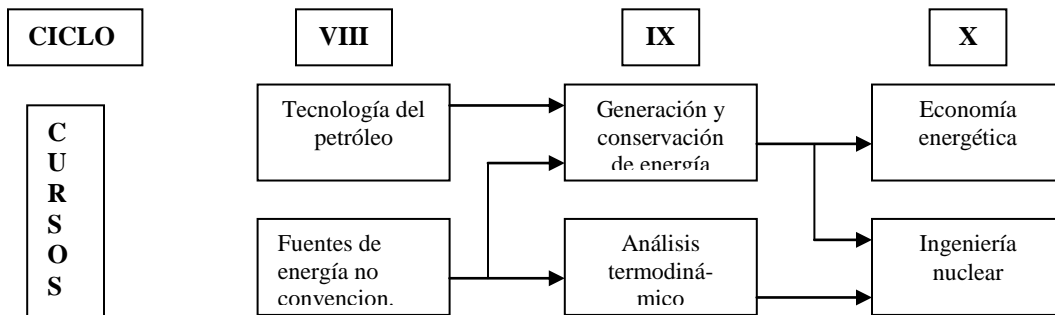 CICLO
VIII
IX
X
C
U
R
S
O
S
Tecnología del
petróleo
Generación y
conservación
de energía
Economía
energética
Fuentes de
energía no
convencion.
Análisis
termodiná-
mico
Ingeniería
nuclear